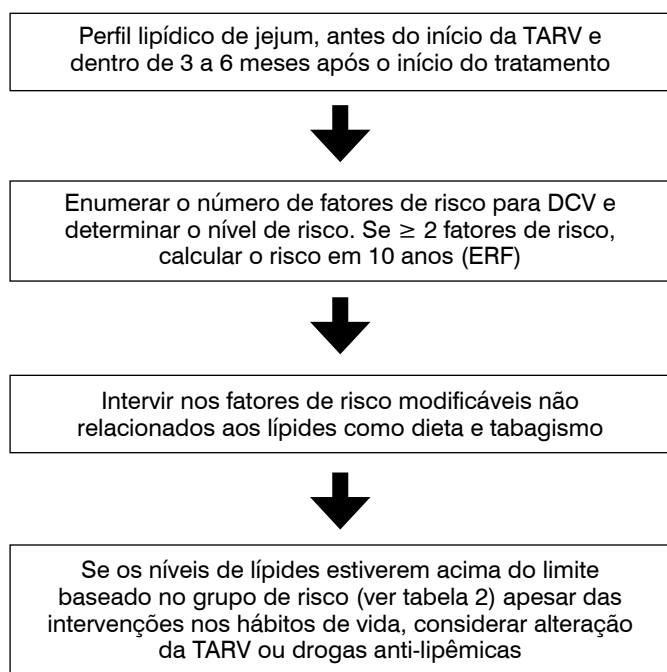 Perfil lipídico de jejum, antes do início da TARV e
dentro de 3 a 6 meses após o início do tratamento
Enumerar o número de fatores de risco para DCV e
determinar o nível de risco. Se ≥ 2 fatores de risco,
calcular o risco em 10 anos (ERF)
Intervir nos fatores de risco modificáveis não
relacionados aos lípides como dieta e tabagismo
Se os níveis de lípides estiverem acima do limite
baseado no grupo de risco (ver tabela 2) apesar das
intervenções nos hábitos de vida, considerar alteração
da TARV ou drogas anti-lipêmicas